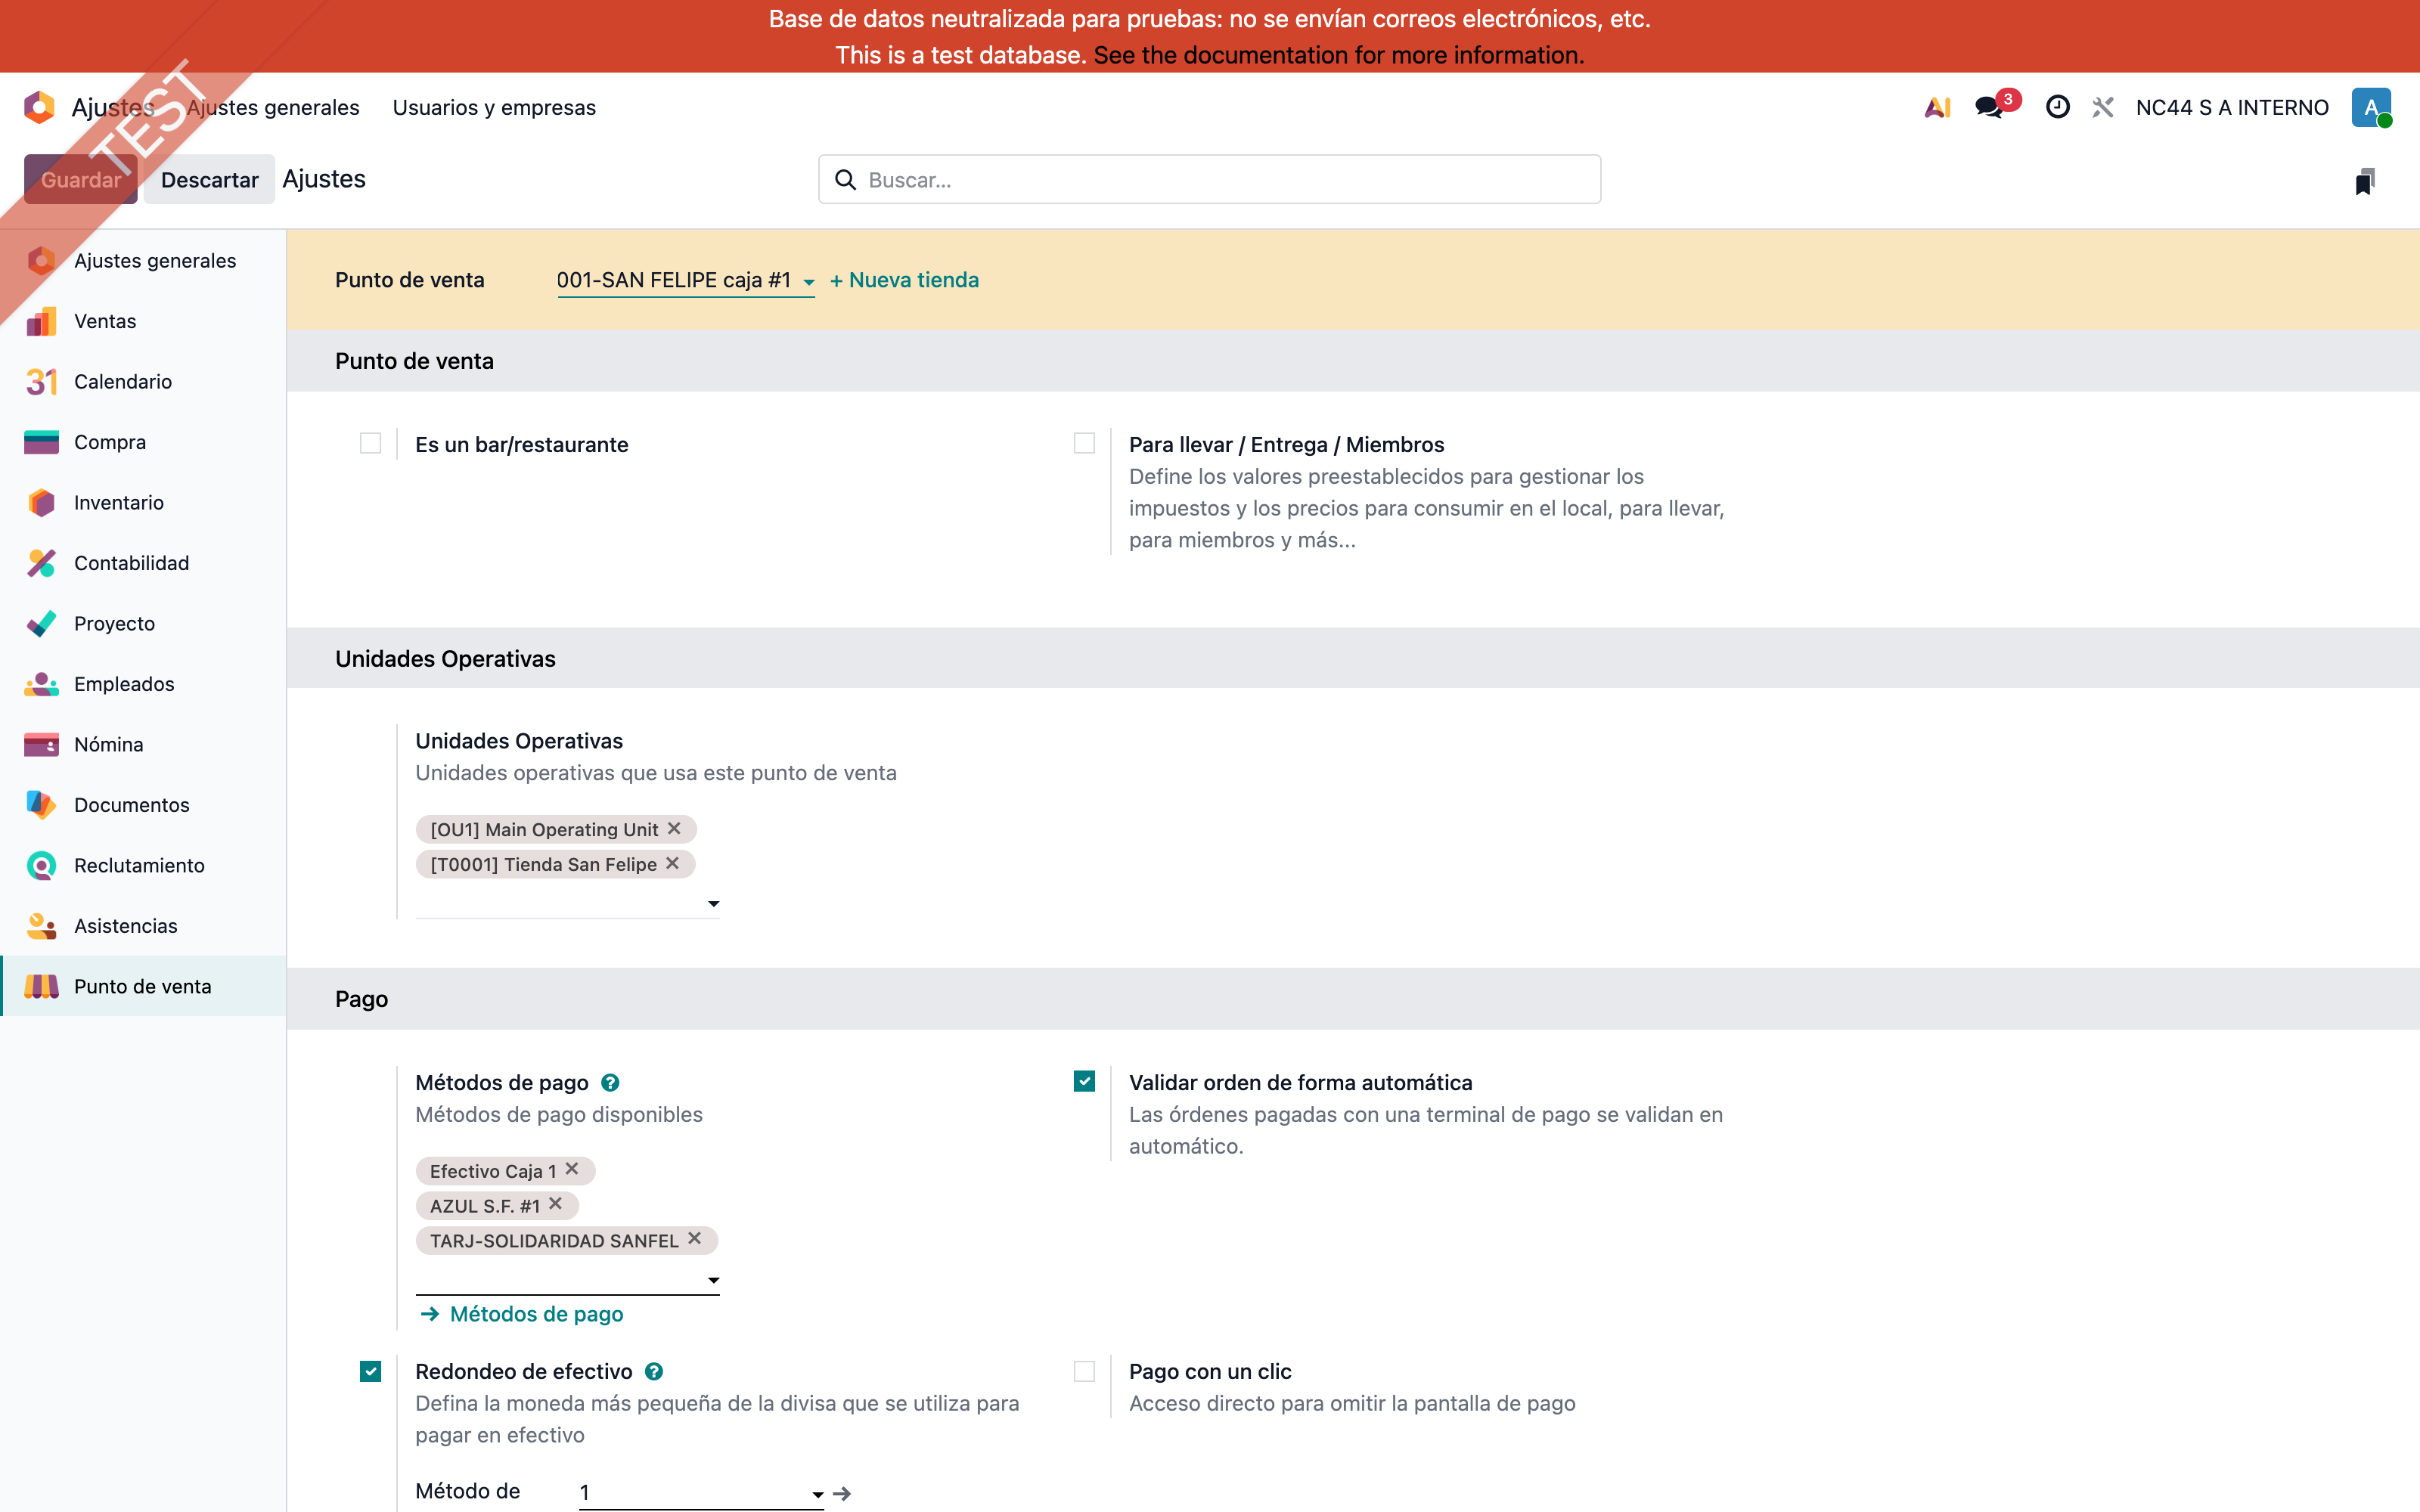 Base de datos neutralizada para pruebas: no se envían correos electrónicos, etc.
This is a test database. See the documentation for more information.
TEST
Ajustes
Ajustes generales
Usuarios y empresas
AI
3
NC44 S A INTERNO
A
Guardar
Descartar
Ajustes
Buscar...
Ajustes generales
Ventas
31
Calendario
Compra
Inventario
Contabilidad
Proyecto
Empleados
Nómina
Documentos
Reclutamiento
Asistencias
Punto de venta
Punto de venta
001-SAN FELIPE caja #1
+ Nueva tienda
Punto de venta
Es un bar/restaurante
Para llevar / Entrega / Miembros
Define los valores preestablecidos para gestionar los
impuestos y los precios para consumir en el local, para llevar,
para miembros y más...
Unidades Operativas
Unidades Operativas
Unidades operativas que usa este punto de venta
[OU1] Main Operating Unit
[T0001] Tienda San Felipe
Pago
Métodos de pago ?
Métodos de pago disponibles
Efectivo Caja 1
AZUL S.F. #1
TARJ-SOLIDARIDAD SANFEL
Métodos de pago
Validar orden de forma automática
Las órdenes pagadas con una terminal de pago se validan en
automático.
Redondeo de efectivo ?
Defina la moneda más pequeña de la divisa que se utiliza para
pagar en efectivo
Método de
1
Pago con un clic
Acceso directo para omitir la pantalla de pago